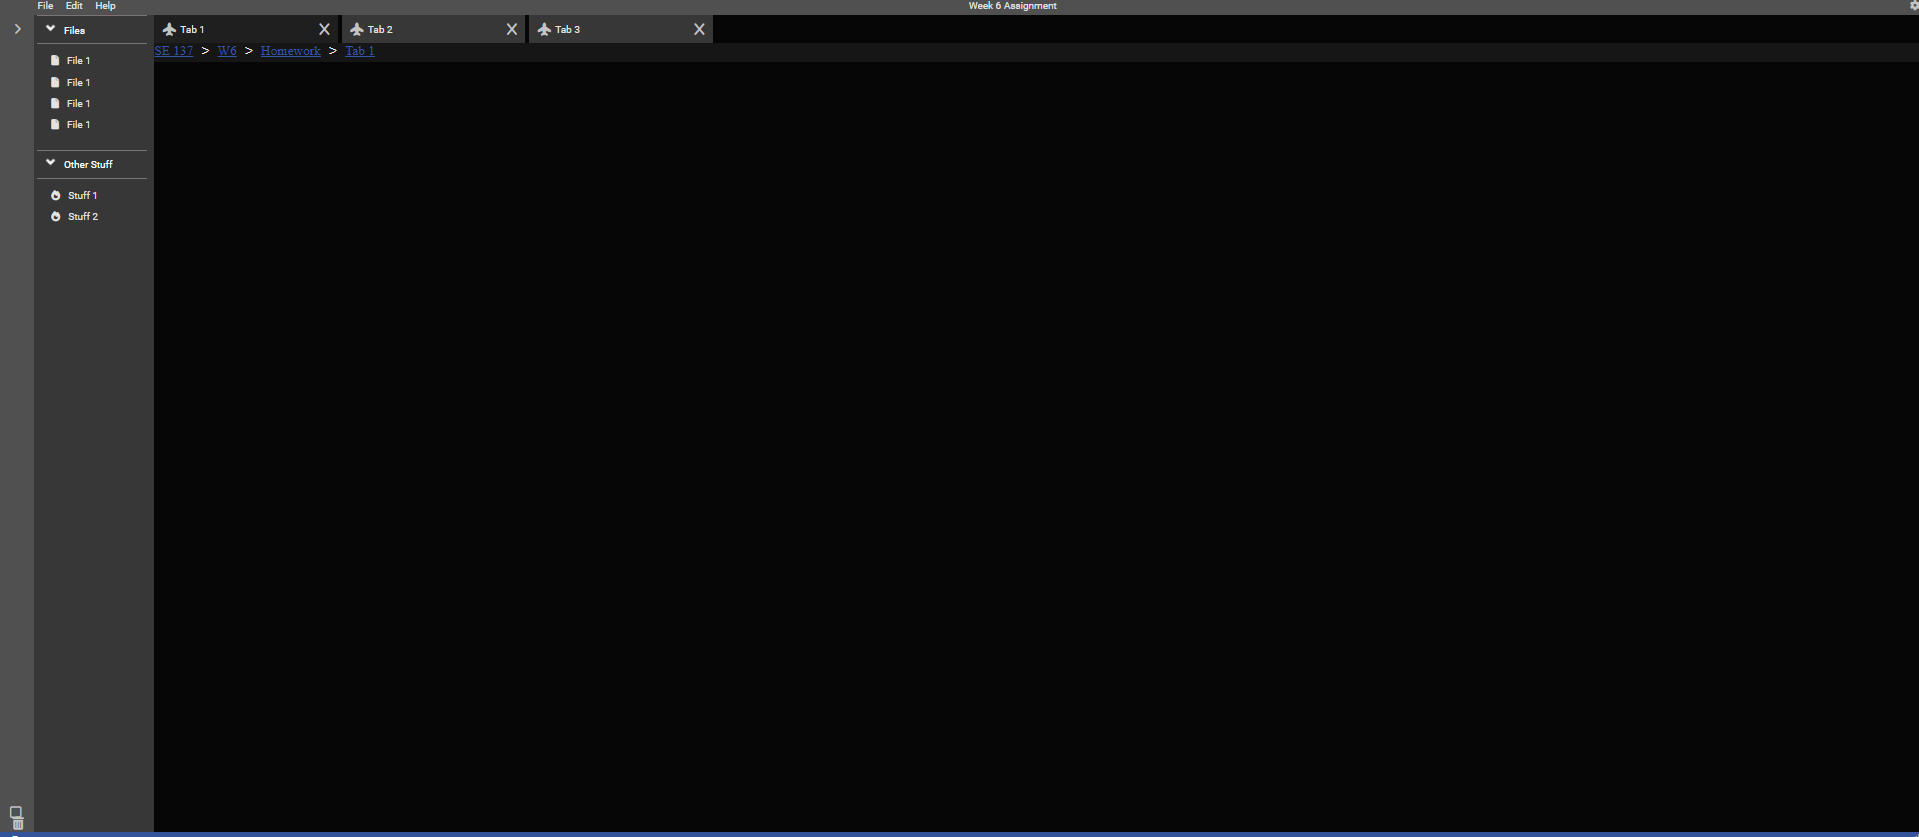 File Edit Help Week 6 Assignment
Files
File 1
File 1
File 1
File 1
Other Stuff
Stuff 1
Stuff 2
Tab 1 X Tab 2 X Tab 3 X
SE 137 > W6 > Homework > Tab 1